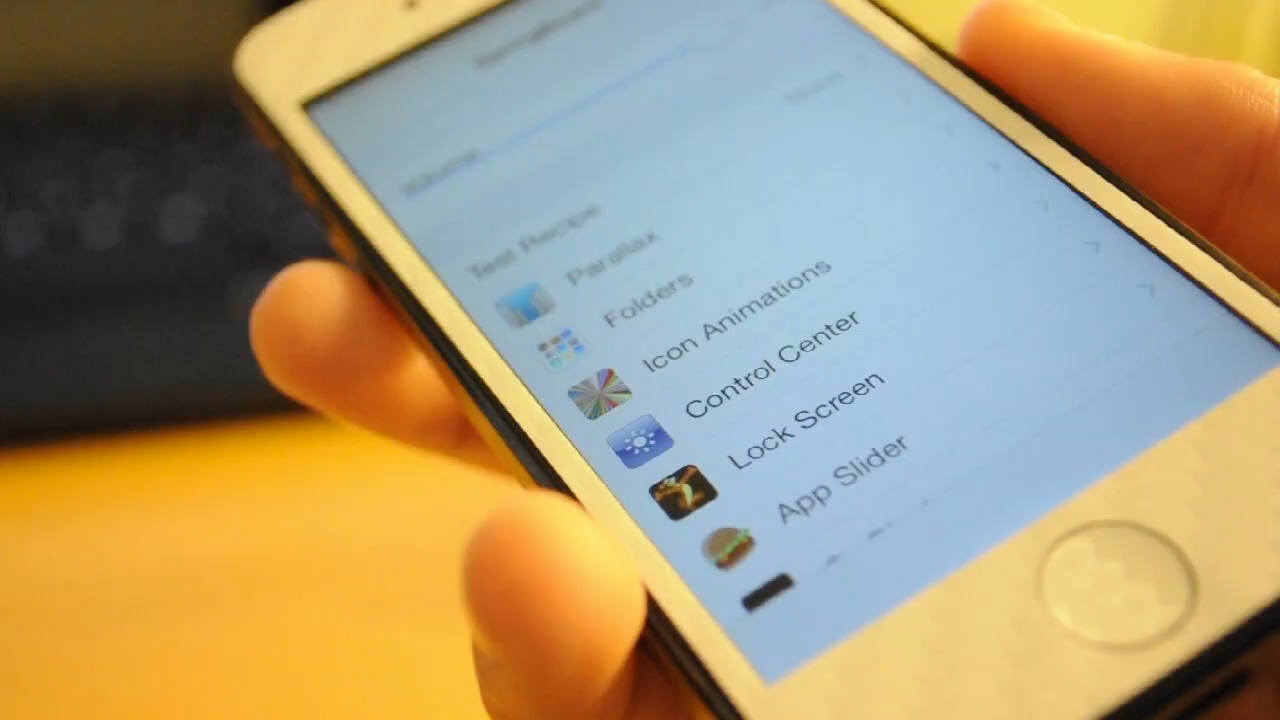 Test Recipe
Parallax
Folders
Icon Animations
Control Center
Lock Screen
App Slider